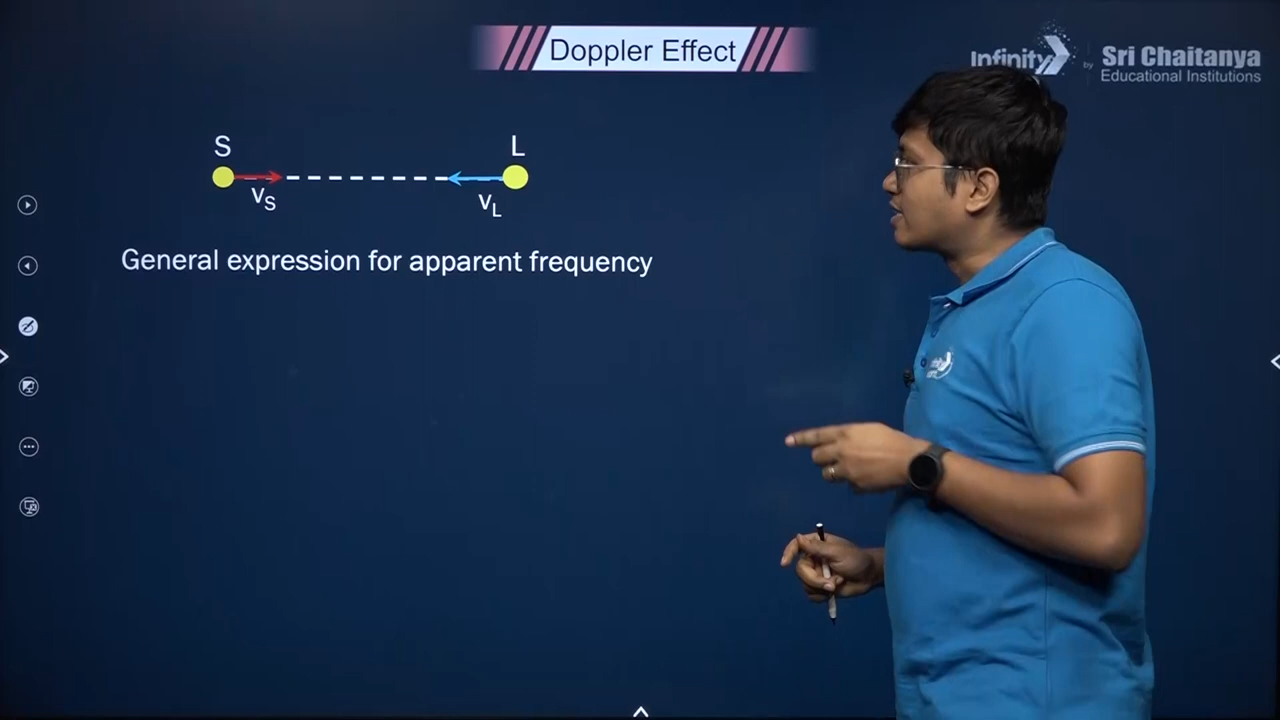 Doppler Effect
Infinity by Sri Chaitanya
Educational Institutions
S L
vS vL
General expression for apparent frequency